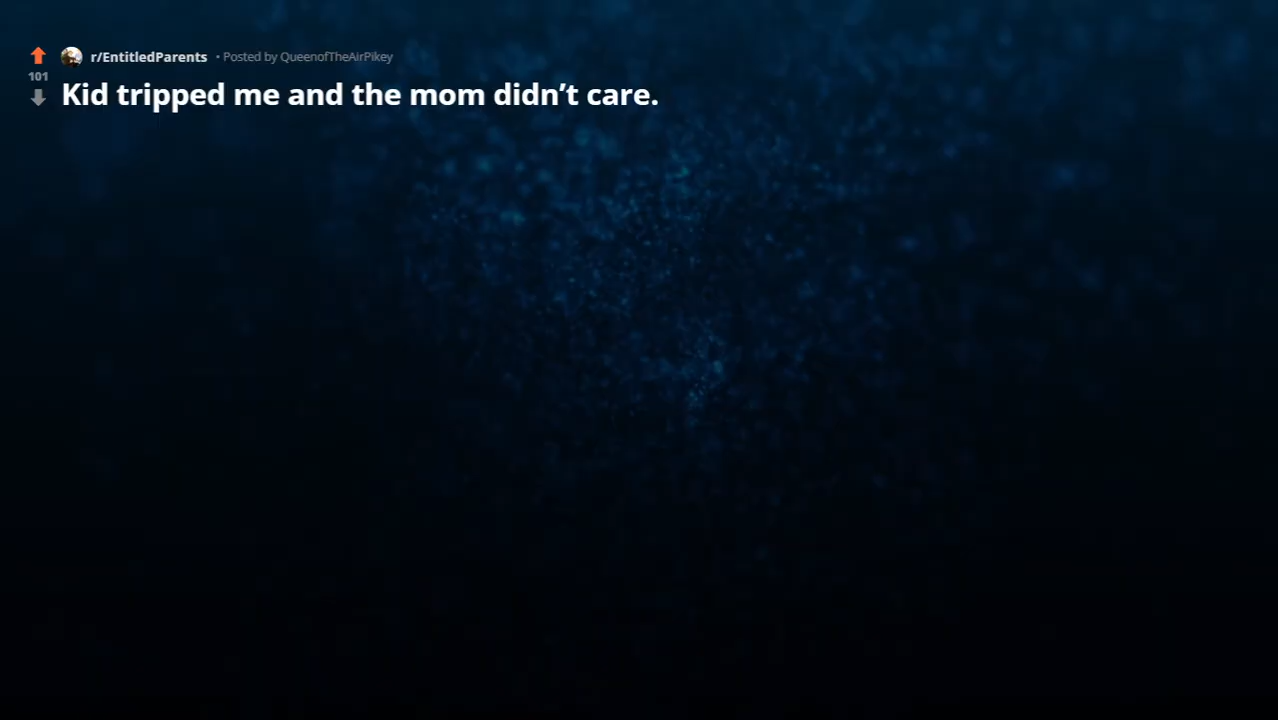 r/EntitledParents • Posted by QueenofTheAirPikey
101
Kid tripped me and the mom didn’t care.